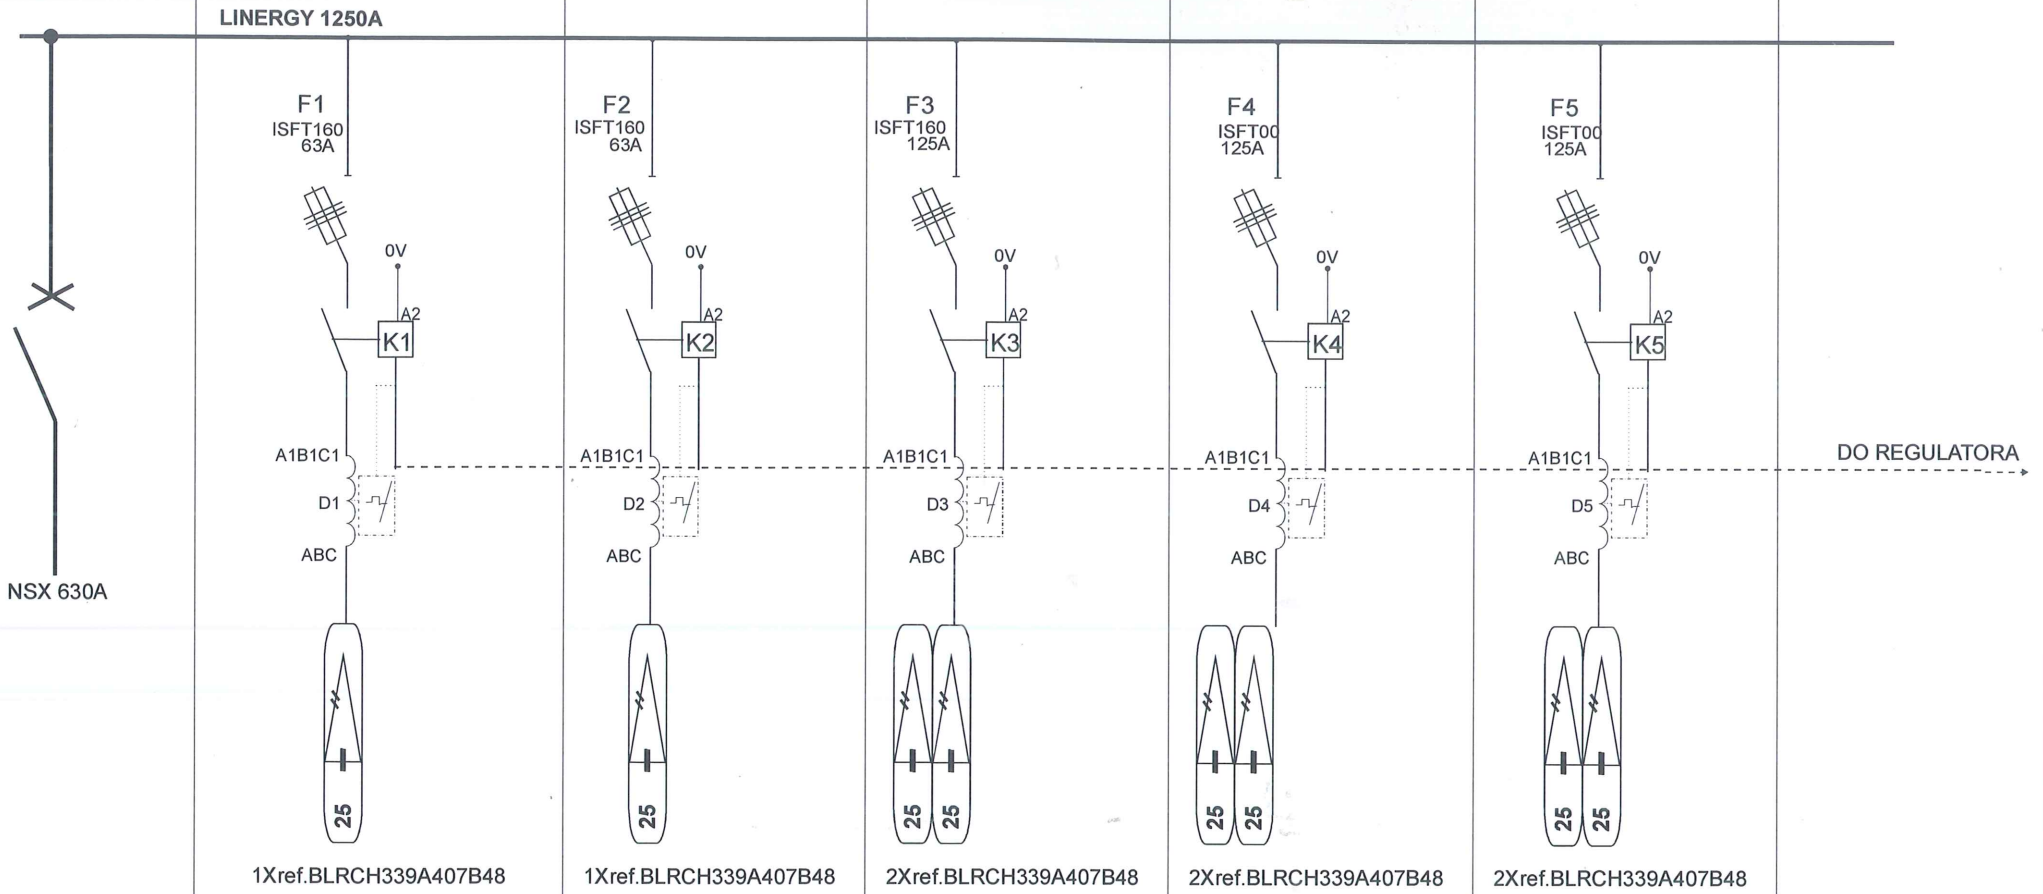 LINERGY 1250A
F1
ISFT160
63A
F2
ISFT160
63A
F3
ISFT160
125A
F4
ISFT00
125A
F5
ISFT00
125A
0V
0V
0V
0V
0V
A2
A2
A2
A2
A2
K1
K2
K3
K4
K5
A1B1C1
A1B1C1
A1B1C1
A1B1C1
A1B1C1
DO REGULATORA
D1
D2
D3
D4
D5
ABC
ABC
ABC
ABC
ABC
NSX 630A
25
25
25
25
25
25
25
25
1Xref.BLRCH339A407B48
1Xref.BLRCH339A407B48
2Xref.BLRCH339A407B48
2Xref.BLRCH339A407B48
2Xref.BLRCH339A407B48